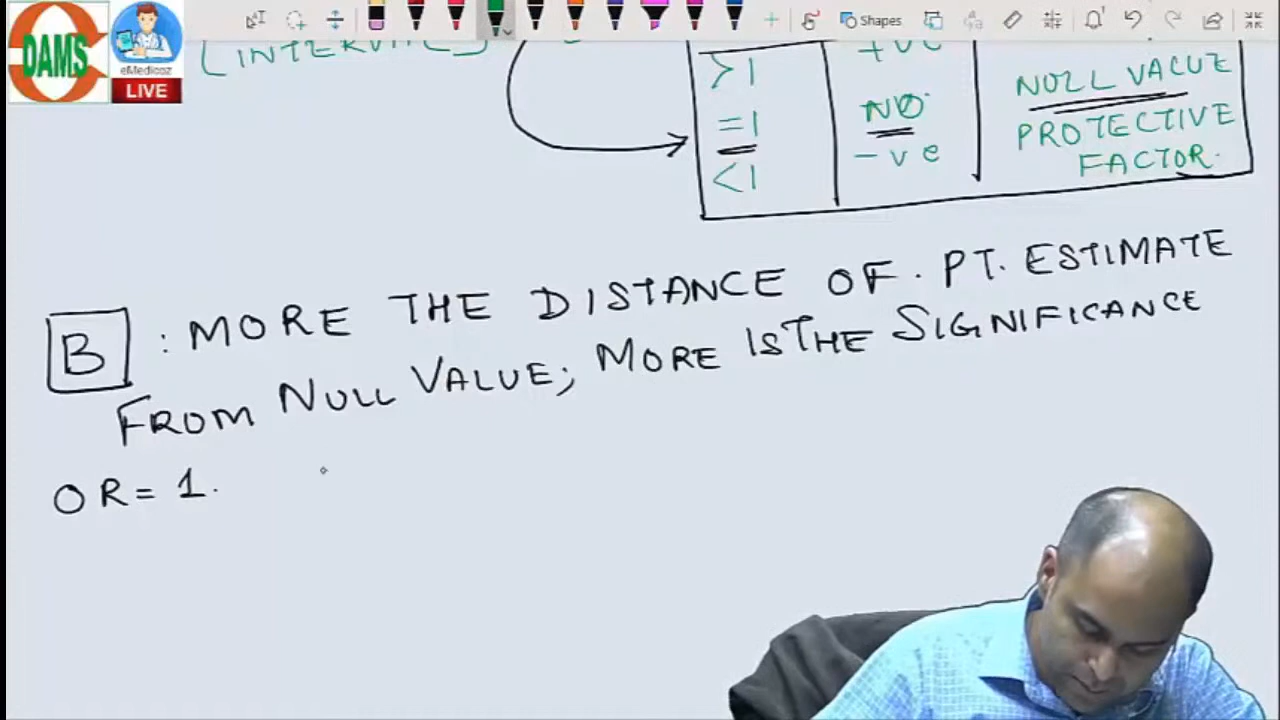 DAMS
eMedicoz
LIVE
Shapes
(INTERVAL)
+ve
>1
NULL VALUE
NO
=1
PROTECTIVE
-ve
FACTOR.
<1
B : MORE THE DISTANCE OF. PT. ESTIMATE
FROM NULL VALUE; MORE IS THE SIGNIFICANCE
OR = 1.